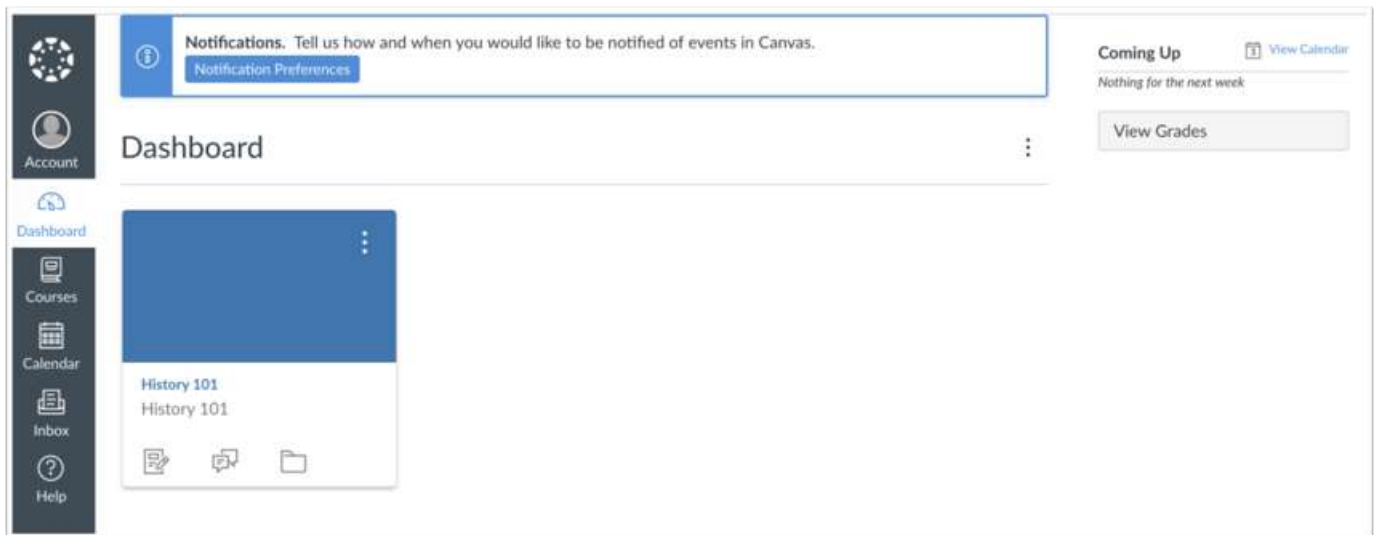 Notifications. Tell us how and when you would like to be notified of events in Canvas.
Notification Preferences
Account
Dashboard
Courses
Calendar
Inbox
Help
Dashboard
History 101
History 101
Coming Up
View Calendar
Nothing for the next week
View Grades